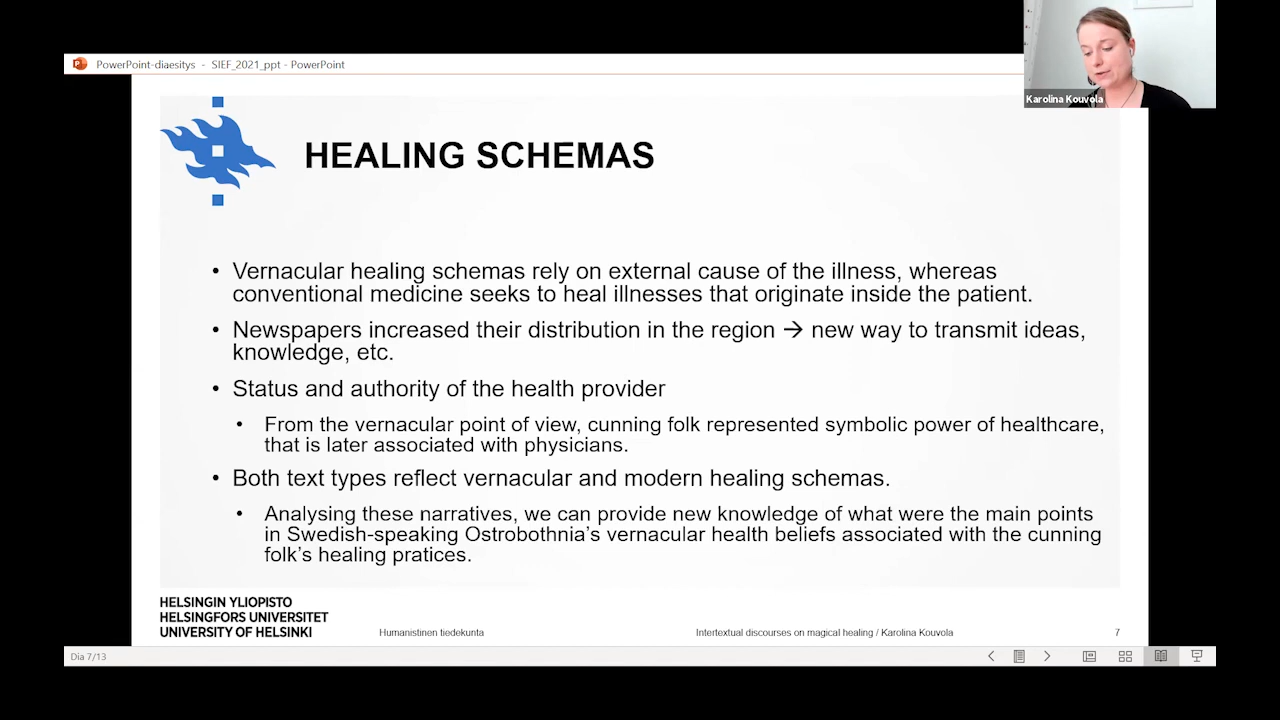 PowerPoint-diaesitys - SIEF_2021_ppt - PowerPoint
Karolina Kouvola
HEALING SCHEMAS
• Vernacular healing schemas rely on external cause of the illness, whereas
conventional medicine seeks to heal illnesses that originate inside the patient.
• Newspapers increased their distribution in the region → new way to transmit ideas,
knowledge, etc.
• Status and authority of the health provider
• From the vernacular point of view, cunning folk represented symbolic power of healthcare,
that is later associated with physicians.
• Both text types reflect vernacular and modern healing schemas.
• Analysing these narratives, we can provide new knowledge of what were the main points
in Swedish-speaking Ostrobothnia’s vernacular health beliefs associated with the cunning
folk’s healing pratices.
HELSINGIN YLIOPISTO
HELSINGFORS UNIVERSITET
UNIVERSITY OF HELSINKI
Humanistinen tiedekunta
Intertextual discourses on magical healing / Karolina Kouvola
7
Dia 7/13